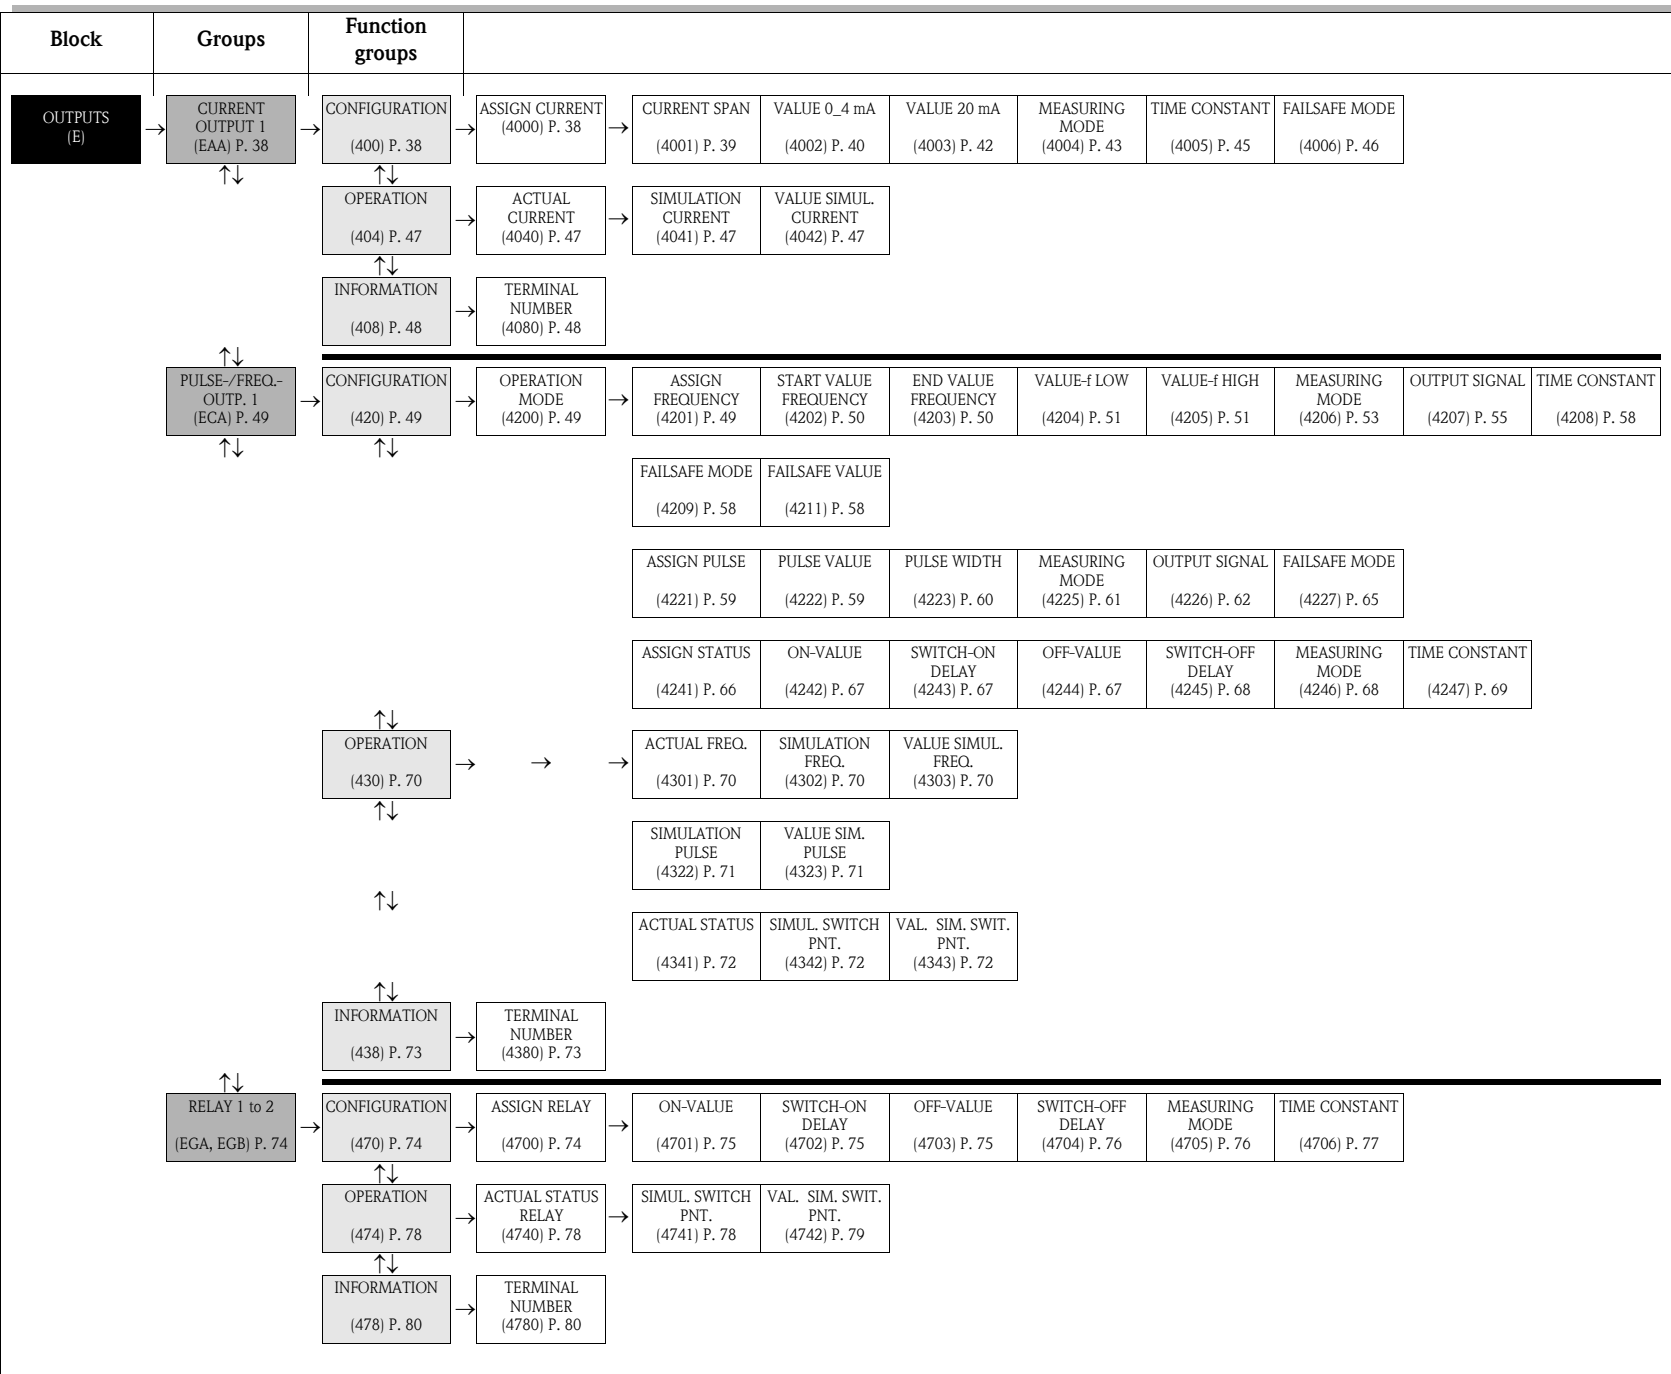 Block
Groups
Function
groups
OUTPUTS
(E)
→
CURRENT
OUTPUT 1
(EAA) P. 38
→
CONFIGURATION
(400) P. 38
→
ASSIGN CURRENT
(4000) P. 38
→
CURRENT SPAN
(4001) P. 39
VALUE 0_4 mA
(4002) P. 40
VALUE 20 mA
(4003) P. 42
MEASURING
MODE
(4004) P. 43
TIME CONSTANT
(4005) P. 45
FAILSAFE MODE
(4006) P. 46
↑↓
↑↓
OPERATION
(404) P. 47
→
ACTUAL
CURRENT
(4040) P. 47
→
SIMULATION
CURRENT
(4041) P. 47
VALUE SIMUL.
CURRENT
(4042) P. 47
↑↓
INFORMATION
(408) P. 48
→
TERMINAL
NUMBER
(4080) P. 48
↑↓
PULSE-/FREQ.-
OUTP. 1
(ECA) P. 49
→
CONFIGURATION
(420) P. 49
→
OPERATION
MODE
(4200) P. 49
→
ASSIGN
FREQUENCY
(4201) P. 49
START VALUE
FREQUENCY
(4202) P. 50
END VALUE
FREQUENCY
(4203) P. 50
VALUE-f LOW
(4204) P. 51
VALUE-f HIGH
(4205) P. 51
MEASURING
MODE
(4206) P. 53
OUTPUT SIGNAL
(4207) P. 55
TIME CONSTANT
(4208) P. 58
↑↓
↑↓
FAILSAFE MODE
(4209) P. 58
FAILSAFE VALUE
(4211) P. 58
ASSIGN PULSE
(4221) P. 59
PULSE VALUE
(4222) P. 59
PULSE WIDTH
(4223) P. 60
MEASURING
MODE
(4225) P. 61
OUTPUT SIGNAL
(4226) P. 62
FAILSAFE MODE
(4227) P. 65
ASSIGN STATUS
(4241) P. 66
ON-VALUE
(4242) P. 67
SWITCH-ON
DELAY
(4243) P. 67
OFF-VALUE
(4244) P. 67
SWITCH-OFF
DELAY
(4245) P. 68
MEASURING
MODE
(4246) P. 68
TIME CONSTANT
(4247) P. 69
↑↓
OPERATION
(430) P. 70
→
→
→
ACTUAL FREQ.
(4301) P. 70
SIMULATION
FREQ.
(4302) P. 70
VALUE SIMUL.
FREQ.
(4303) P. 70
↑↓
SIMULATION
PULSE
(4322) P. 71
VALUE SIM.
PULSE
(4323) P. 71
↑↓
ACTUAL STATUS
(4341) P. 72
SIMUL. SWITCH
PNT.
(4342) P. 72
VAL. SIM. SWIT.
PNT.
(4343) P. 72
↑↓
INFORMATION
(438) P. 73
→
TERMINAL
NUMBER
(4380) P. 73
↑↓
RELAY 1 to 2
(EGA, EGB) P. 74
→
CONFIGURATION
(470) P. 74
→
ASSIGN RELAY
(4700) P. 74
→
ON-VALUE
(4701) P. 75
SWITCH-ON
DELAY
(4702) P. 75
OFF-VALUE
(4703) P. 75
SWITCH-OFF
DELAY
(4704) P. 76
MEASURING
MODE
(4705) P. 76
TIME CONSTANT
(4706) P. 77
↑↓
OPERATION
(474) P. 78
→
ACTUAL STATUS
RELAY
(4740) P. 78
→
SIMUL. SWITCH
PNT.
(4741) P. 78
VAL. SIM. SWIT.
PNT.
(4742) P. 79
↑↓
INFORMATION
(478) P. 80
→
TERMINAL
NUMBER
(4780) P. 80